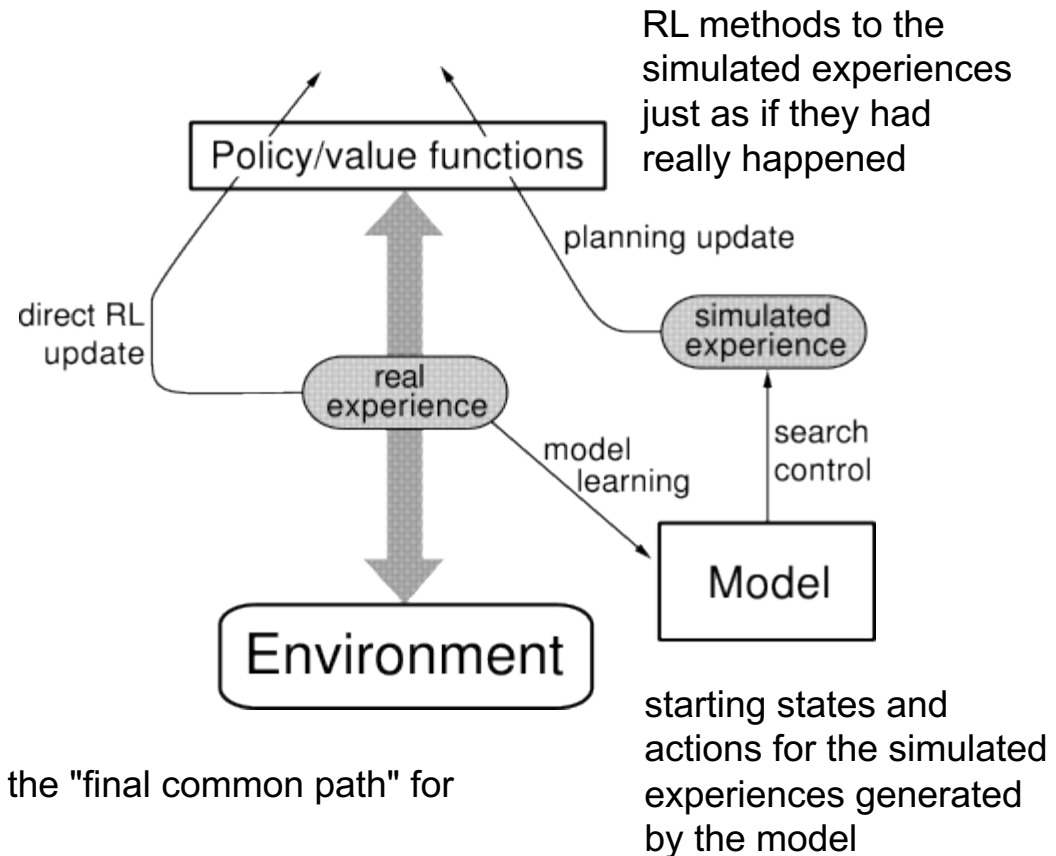 RL methods to the
simulated experiences
just as if they had
really happened
Policy/value functions
planning update
direct RL
update
simulated
experience
real
experience
model
learning
search
control
Model
Environment
starting states and
actions for the simulated
experiences generated
by the model
the "final common path" for